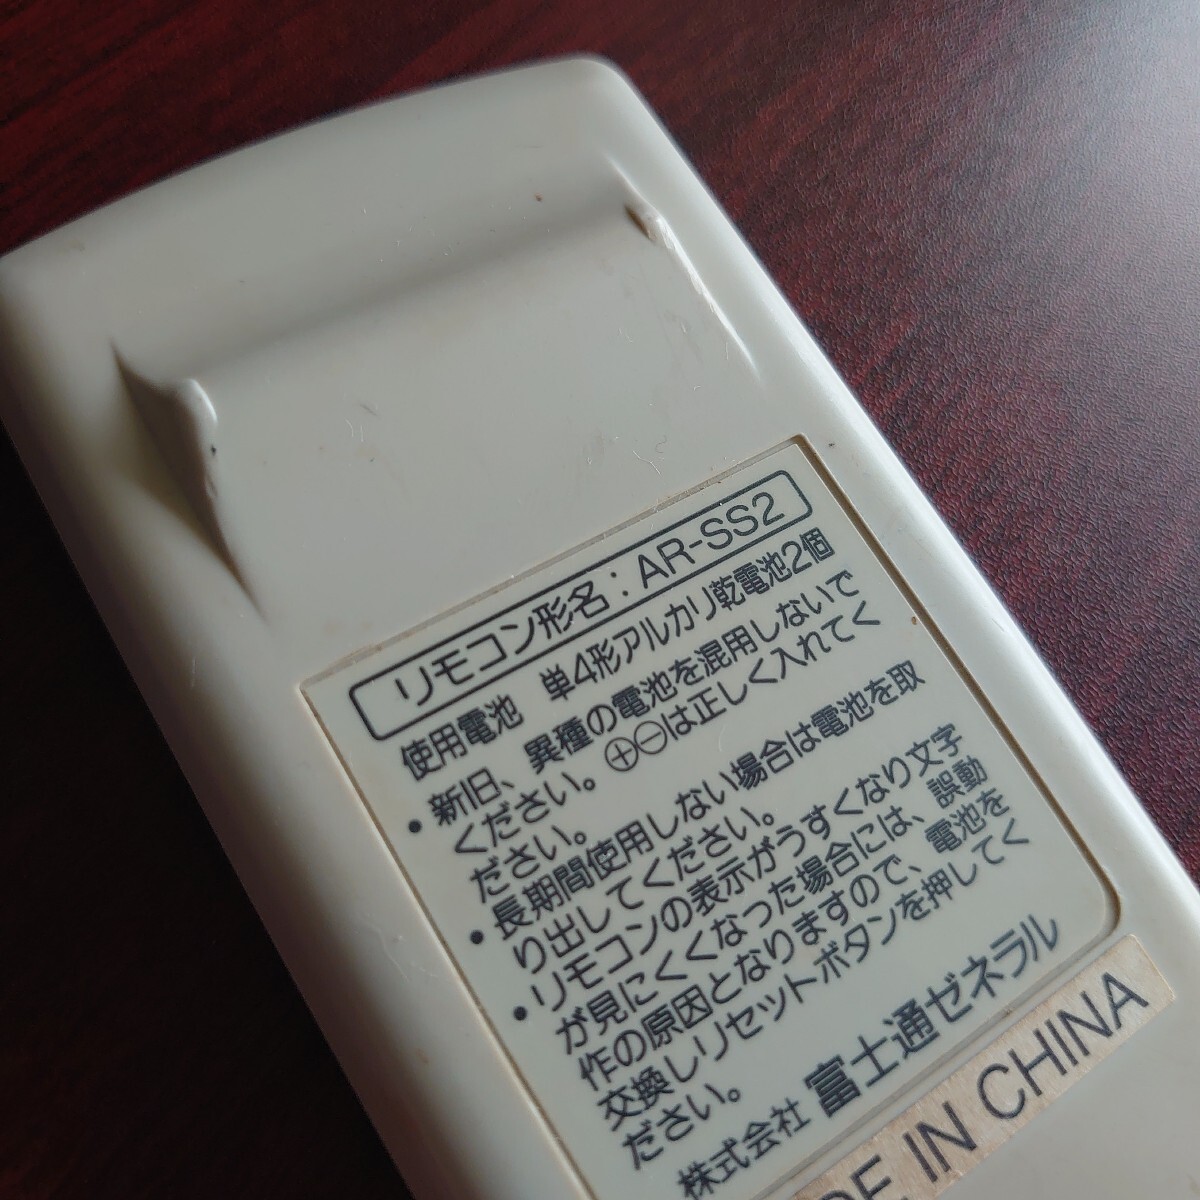 リモコン形名：AR-SS2
使用電池　単4形アルカリ乾電池2個
・新旧、異種の電池を混用しないで
ください。⊕⊖は正しく入れてく
ださい。
・長期間使用しない場合は電池を取
り出してください。
・リモコンの表示がうすくなり文字
が見にくくなった場合には、誤動
作の原因となりますので、電池を
交換しリセットボタンを押してく
ださい。
株式会社 富士通ゼネラル
DE IN CHINA